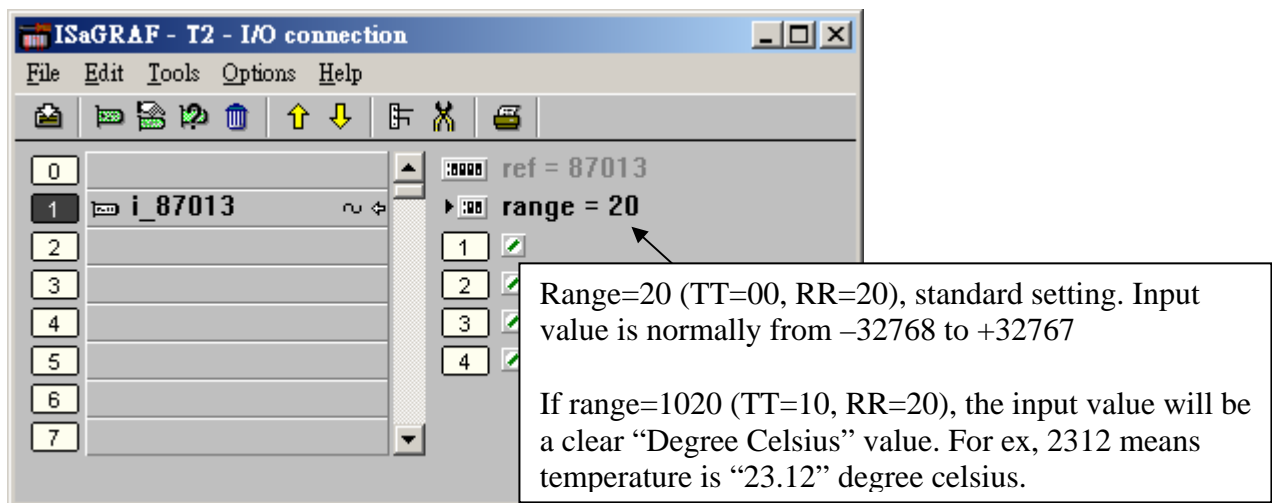 ISaGRAF - T2 - I/O connection
File Edit Tools Options Help
0
ref = 87013
1 i_87013
range = 20
2
1
3
2
4
3
5
4
6
7
Range=20 (TT=00, RR=20), standard setting. Input
value is normally from –32768 to +32767
If range=1020 (TT=10, RR=20), the input value will be
a clear “Degree Celsius” value. For ex, 2312 means
temperature is “23.12” degree celsius.